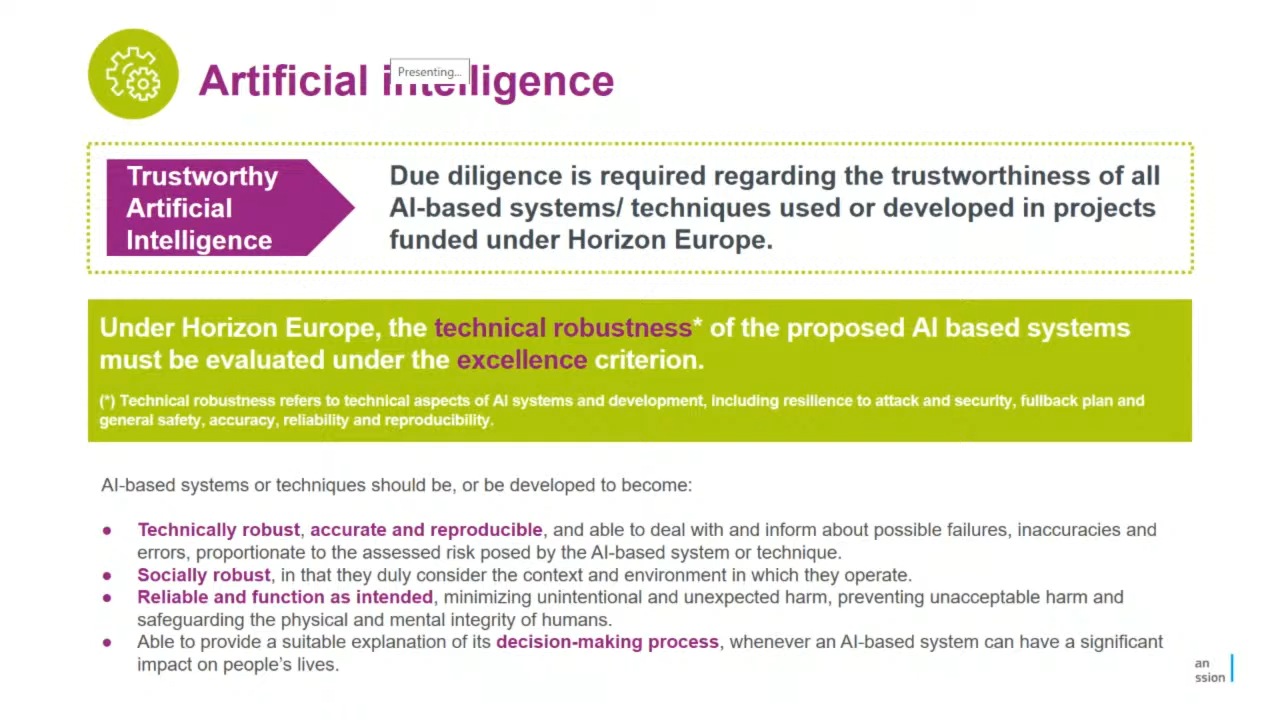 Artificial intelligence
Presenting...
Trustworthy
Artificial
Intelligence
Due diligence is required regarding the trustworthiness of all
AI-based systems/ techniques used or developed in projects
funded under Horizon Europe.
Under Horizon Europe, the technical robustness* of the proposed AI based systems
must be evaluated under the excellence criterion.
(*) Technical robustness refers to technical aspects of AI systems and development, including resilience to attack and security, fullback plan and
general safety, accuracy, reliability and reproducibility.
AI-based systems or techniques should be, or be developed to become:
● Technically robust, accurate and reproducible, and able to deal with and inform about possible failures, inaccuracies and
errors, proportionate to the assessed risk posed by the AI-based system or technique.
● Socially robust, in that they duly consider the context and environment in which they operate.
● Reliable and function as intended, minimizing unintentional and unexpected harm, preventing unacceptable harm and
safeguarding the physical and mental integrity of humans.
● Able to provide a suitable explanation of its decision-making process, whenever an AI-based system can have a significant
impact on people’s lives.
an
ssion